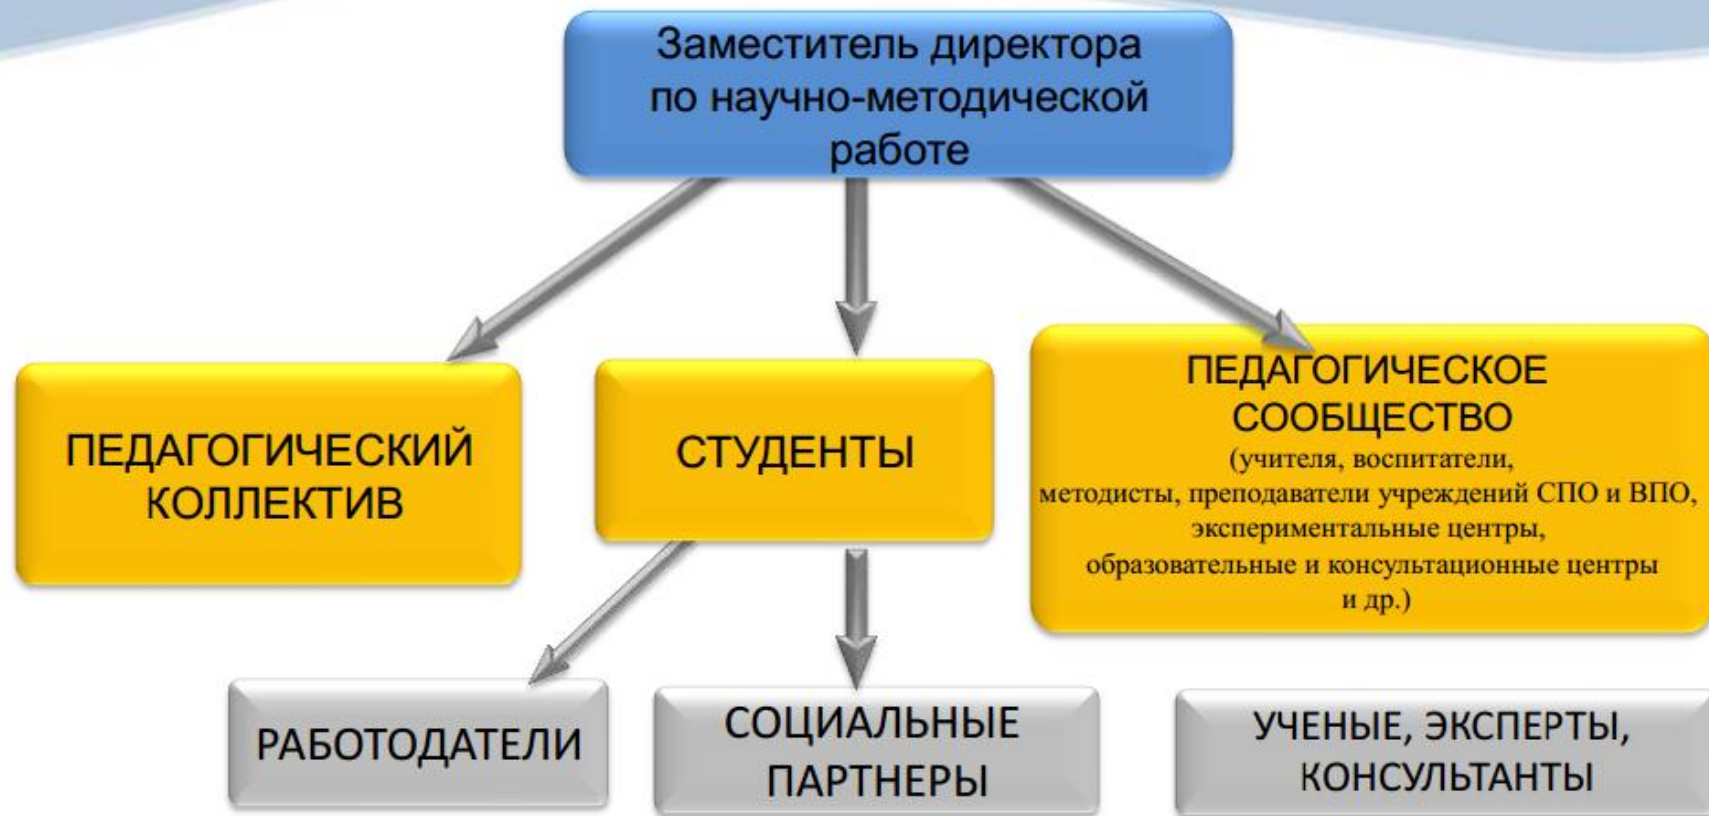 Заместитель директора
по научно-методической
работе
ПЕДАГОГИЧЕСКИЙ
КОЛЛЕКТИВ
СТУДЕНТЫ
ПЕДАГОГИЧЕСКОЕ
СООБЩЕСТВО
(учителя, воспитатели,
методисты, преподаватели учреждений СПО и ВПО,
экспериментальные центры,
образовательные и консультационные центры
и др.)
РАБОТОДАТЕЛИ
СОЦИАЛЬНЫЕ
ПАРТНЕРЫ
УЧЕНЫЕ, ЭКСПЕРТЫ,
КОНСУЛЬТАНТЫ